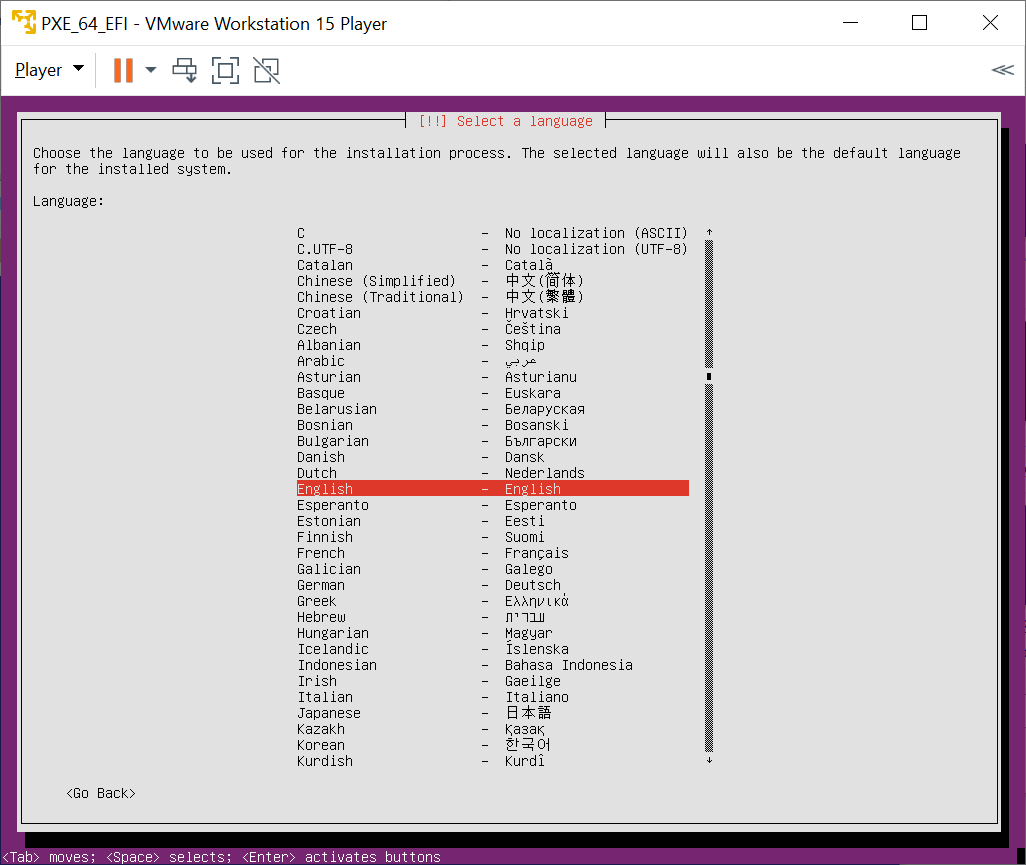 PXE_64_EFI - VMware Workstation 15 Player
Player
[!!] Select a language
Choose the language to be used for the installation process. The selected language will also be the default language
for the installed system.
Language:
C - No localization (ASCII)
C.UTF-8 - No localization (UTF-8)
Catalan - Català
Chinese (Simplified) - 中文(简体)
Chinese (Traditional) - 中文(繁體)
Croatian - Hrvatski
Czech - Čeština
Albanian - Shqip
Arabic - عربي
Asturian - Asturianu
Basque - Euskara
Belarusian - Беларуская
Bosnian - Bosanski
Bulgarian - Български
Danish - Dansk
Dutch - Nederlands
English - English
Esperanto - Esperanto
Estonian - Eesti
Finnish - Suomi
French - Français
Galician - Galego
German - Deutsch
Greek - Ελληνικά
Hebrew - עברית
Hungarian - Magyar
Icelandic - Íslenska
Indonesian - Bahasa Indonesia
Irish - Gaeilge
Italian - Italiano
Japanese - 日本語
Kazakh - Қазақ
Korean - 한국어
Kurdish - Kurdî
<Go Back>
<Tab> moves; <Space> selects; <Enter> activates buttons